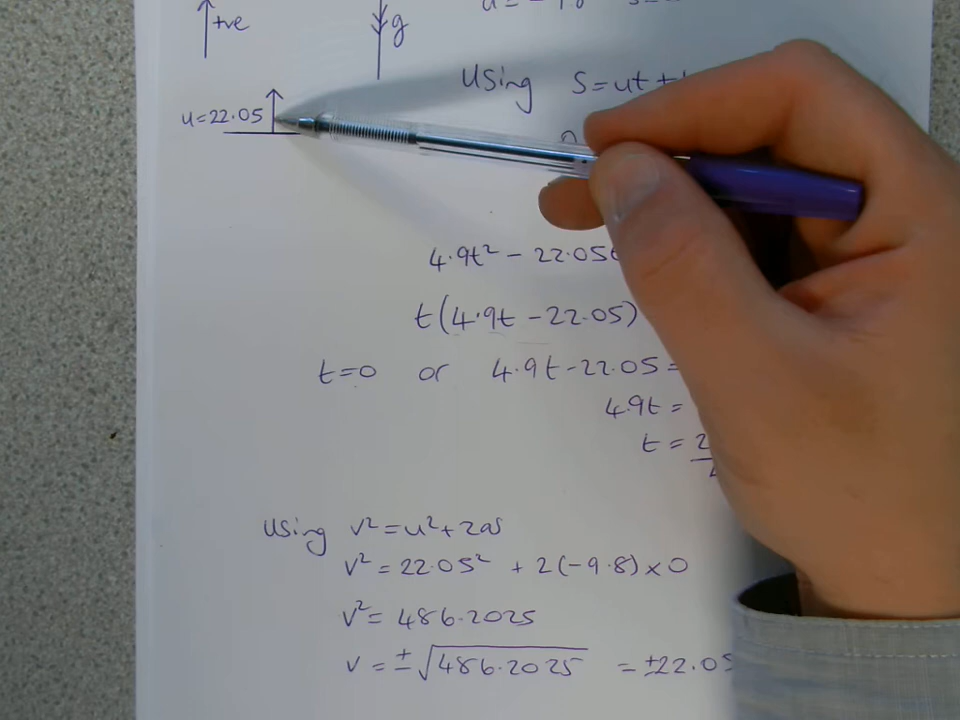 +ve
g
u=22.05
Using s=ut+
4.9t² - 22.05t
t(4.9t - 22.05)
t=0 or 4.9t-22.05=
4.9t =
t = 2
Using v²=u²+2as
v²= 22.05² + 2(-9.8)×0
v²= 486.2025
v = ±√486.2025 = ±22.05